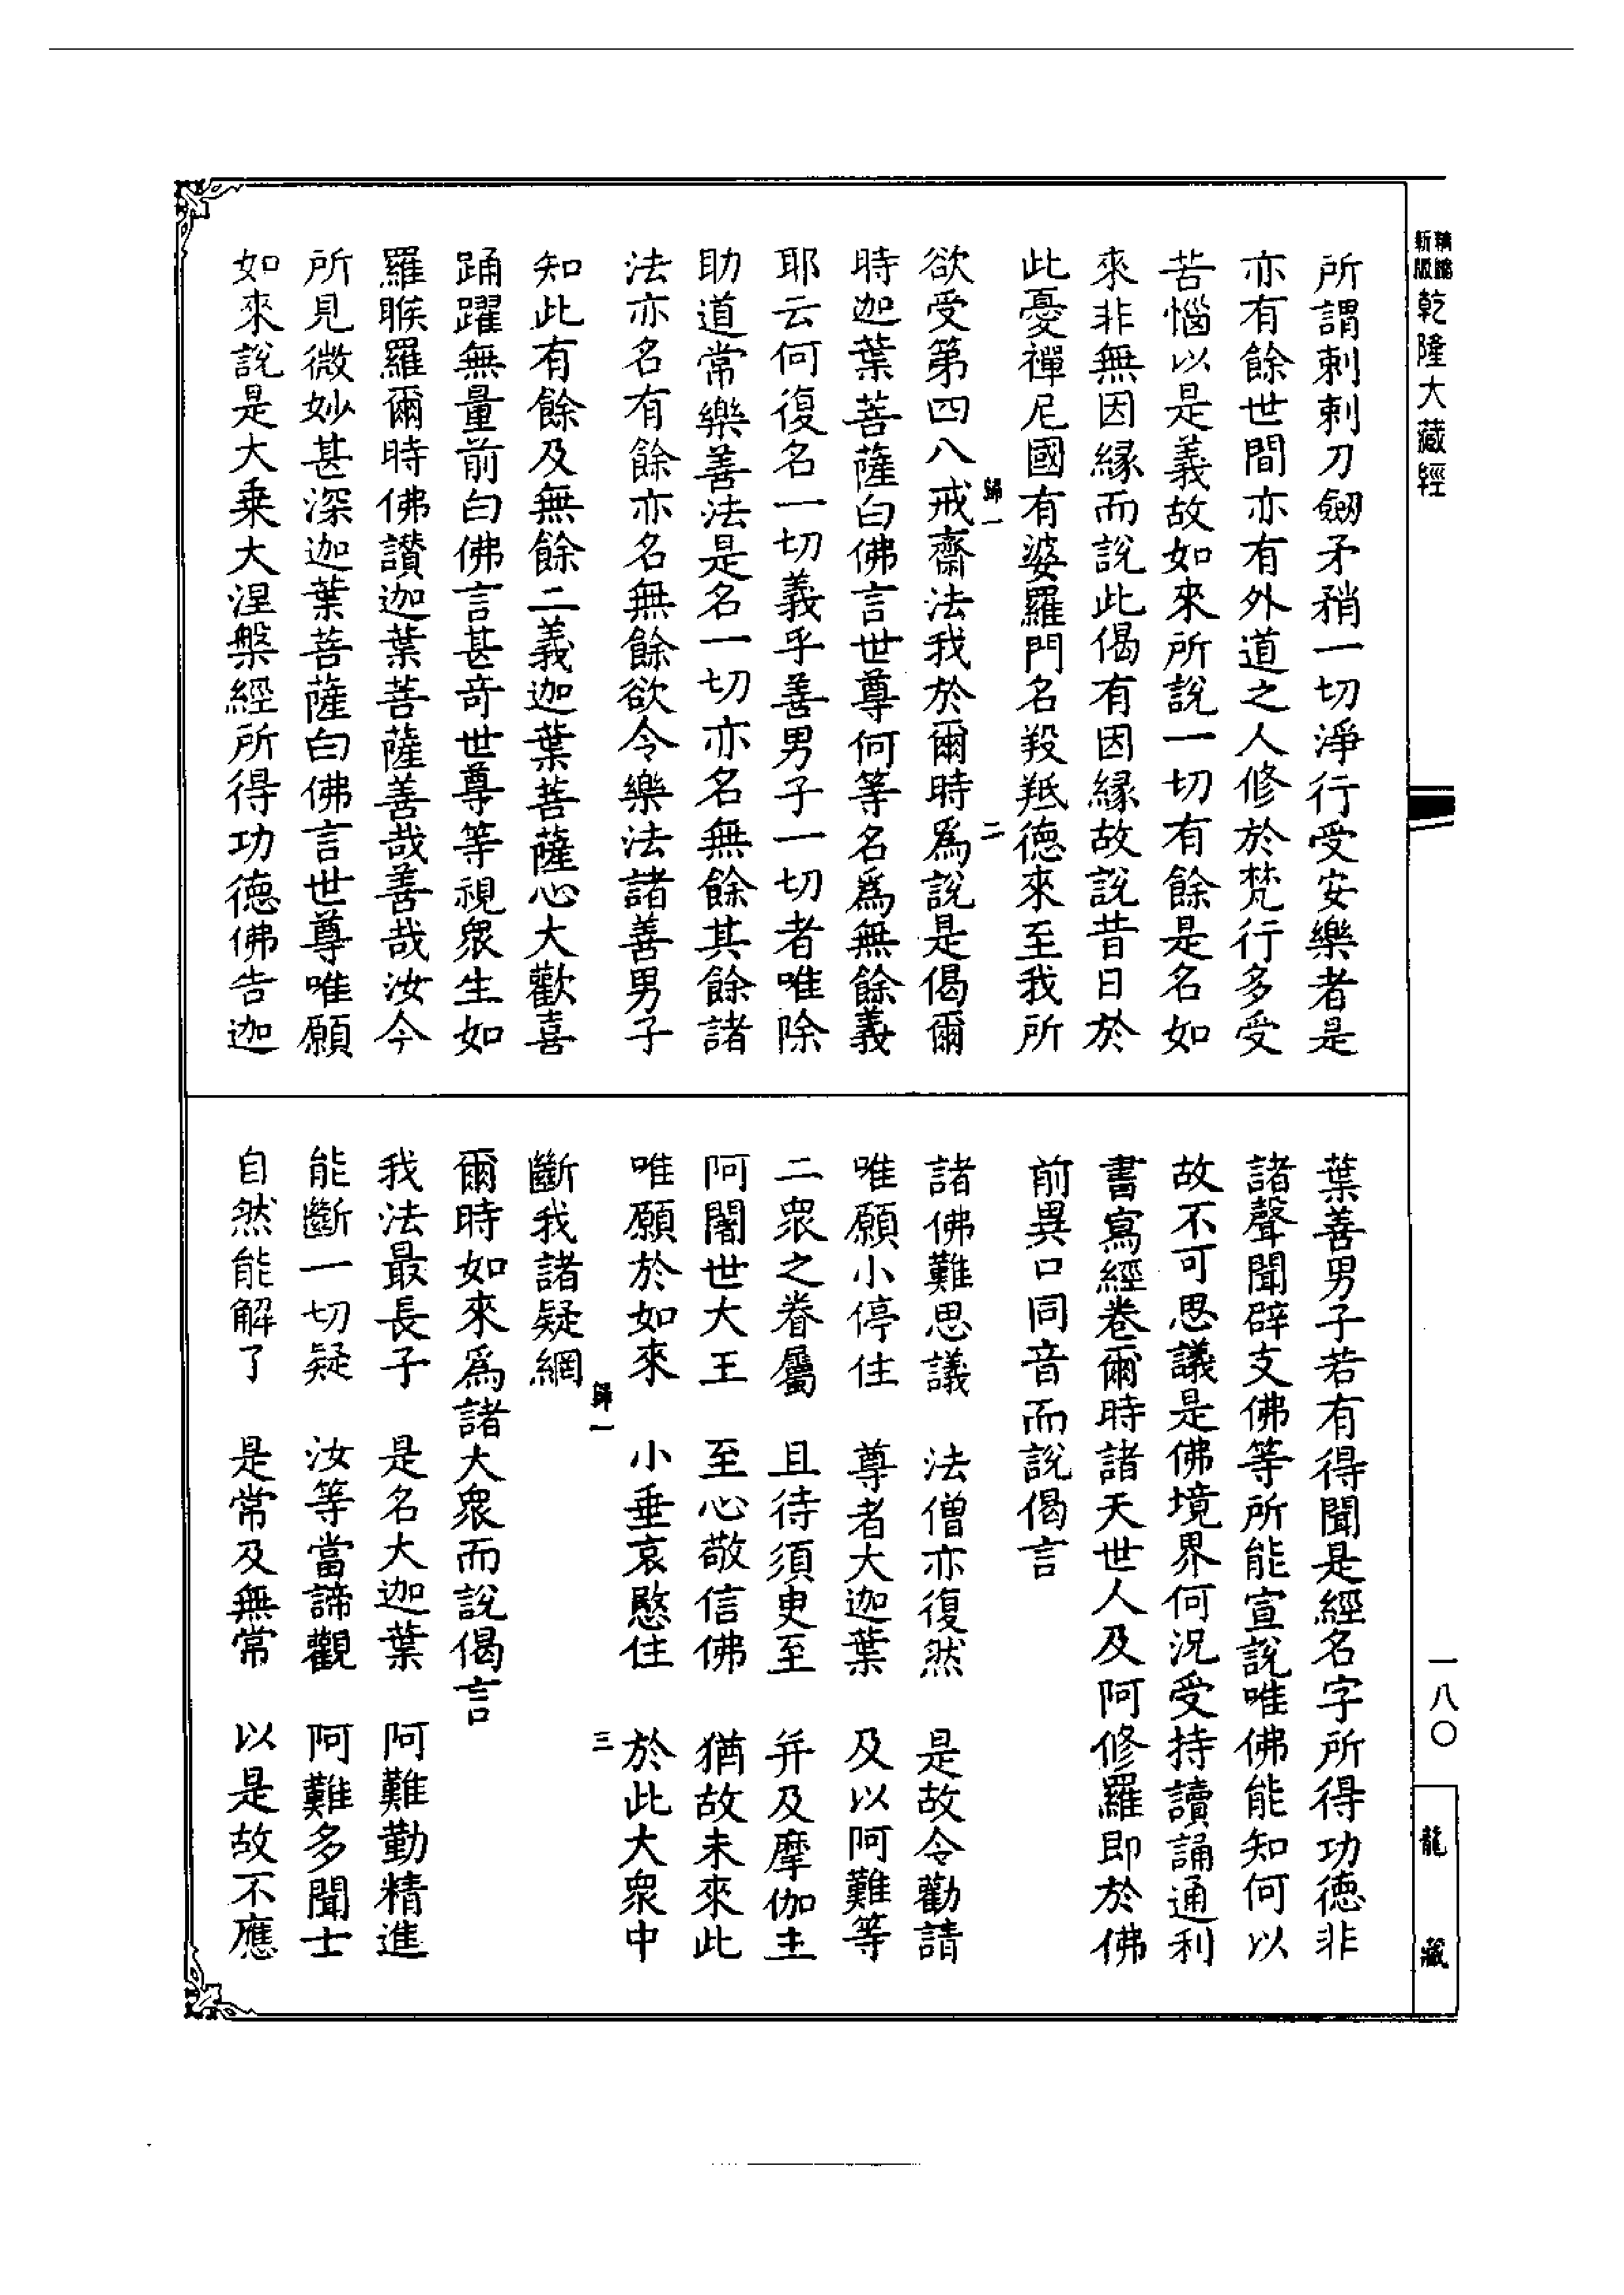 精縮
新版
乾隆大藏經
一八〇
龍藏
所謂刺刺刀劒矛矟一切淨行受安樂者是
亦有餘世間亦有外道之人修於梵行多受
苦惱以是義故如來所說一切有餘是名如
來非無因緣而說此偈有因緣故說昔日於
此憂禪尼國有婆羅門名羖羝德來至我所
歸一
二
欲受第四八戒齋法我於爾時爲說是偈爾
時迦葉菩薩白佛言世尊何等名爲無餘義
耶云何復名一切義乎善男子一切者唯除
助道常樂善法是名一切亦名無餘其餘諸
法亦名有餘亦名無餘欲令樂法諸善男子
知此有餘及無餘二義迦葉菩薩心大歡喜
踊躍無量前白佛言甚奇世尊等視眾生如
羅睺羅爾時佛讃迦葉菩薩善哉善哉汝今
所見微妙甚深迦葉菩薩白佛言世尊唯願
如來說是大乘大涅槃經所得功德佛告迦
葉善男子若有得聞是經名字所得功德非
諸聲聞辟支佛等所能宣說唯佛能知何以
故不可思議是佛境界何況受持讀誦通利
書寫經卷爾時諸天世人及阿修羅即於佛
前異口同音而說偈言
諸佛難思議　法僧亦復然　是故今勸請
唯願小停住　尊者大迦葉　及以阿難等
二眾之眷屬　且待須臾至　并及摩伽主
阿闍世大王　至心敬信佛　猶故未來此
唯願於如來　小垂哀愍住　於此大眾中
歸一
三
斷我諸疑網
爾時如來爲諸大眾而說偈言
我法最長子　是名大迦葉　阿難勤精進
能斷一切疑　汝等當諦觀　阿難多聞士
自然能解了　是常及無常　以是故不應